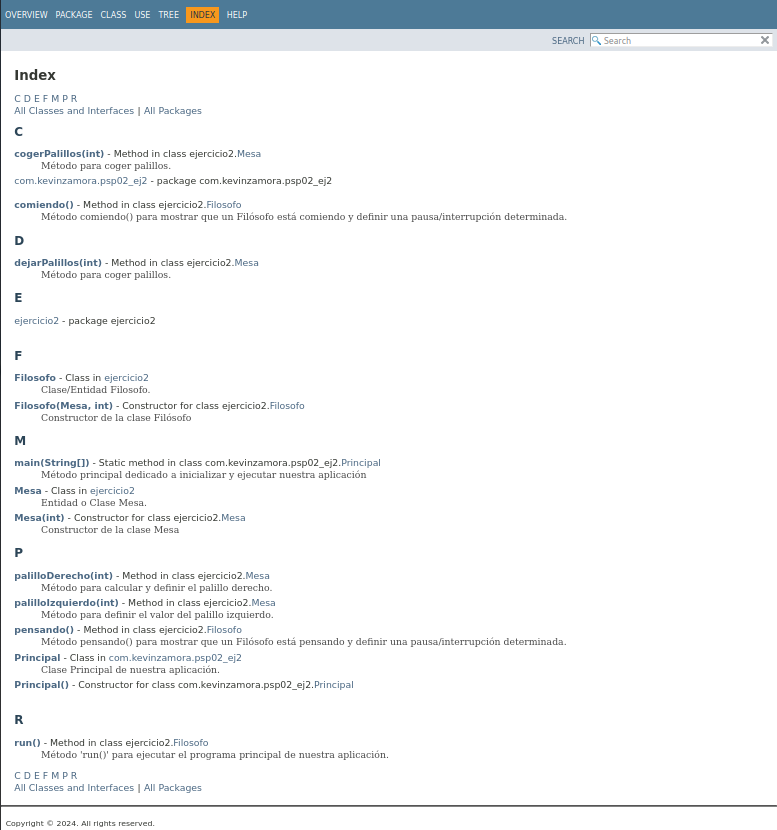 OVERVIEW PACKAGE CLASS USE TREE INDEX HELP
SEARCH Search
Index
C D E F M P R
All Classes and Interfaces | All Packages
C
cogerPalillos(int) - Method in class ejercicio2.Mesa
Método para coger palillos.
com.kevinzamora.psp02_ej2 - package com.kevinzamora.psp02_ej2
comiendo() - Method in class ejercicio2.Filosofo
Método comiendo() para mostrar que un Filósofo está comiendo y definir una pausa/interrupción determinada.
D
dejarPalillos(int) - Method in class ejercicio2.Mesa
Método para coger palillos.
E
ejercicio2 - package ejercicio2
F
Filosofo - Class in ejercicio2
Clase/Entidad Filosofo.
Filosofo(Mesa, int) - Constructor for class ejercicio2.Filosofo
Constructor de la clase Filósofo
M
main(String[]) - Static method in class com.kevinzamora.psp02_ej2.Principal
Método principal dedicado a inicializar y ejecutar nuestra aplicación
Mesa - Class in ejercicio2
Entidad o Clase Mesa.
Mesa(int) - Constructor for class ejercicio2.Mesa
Constructor de la clase Mesa
P
palilloDerecho(int) - Method in class ejercicio2.Mesa
Método para calcular y definir el palillo derecho.
palilloIzquierdo(int) - Method in class ejercicio2.Mesa
Método para definir el valor del palillo izquierdo.
pensando() - Method in class ejercicio2.Filosofo
Método pensando() para mostrar que un Filósofo está pensando y definir una pausa/interrupción determinada.
Principal - Class in com.kevinzamora.psp02_ej2
Clase Principal de nuestra aplicación.
Principal() - Constructor for class com.kevinzamora.psp02_ej2.Principal
R
run() - Method in class ejercicio2.Filosofo
Método 'run()' para ejecutar el programa principal de nuestra aplicación.
C D E F M P R
All Classes and Interfaces | All Packages
Copyright © 2024. All rights reserved.